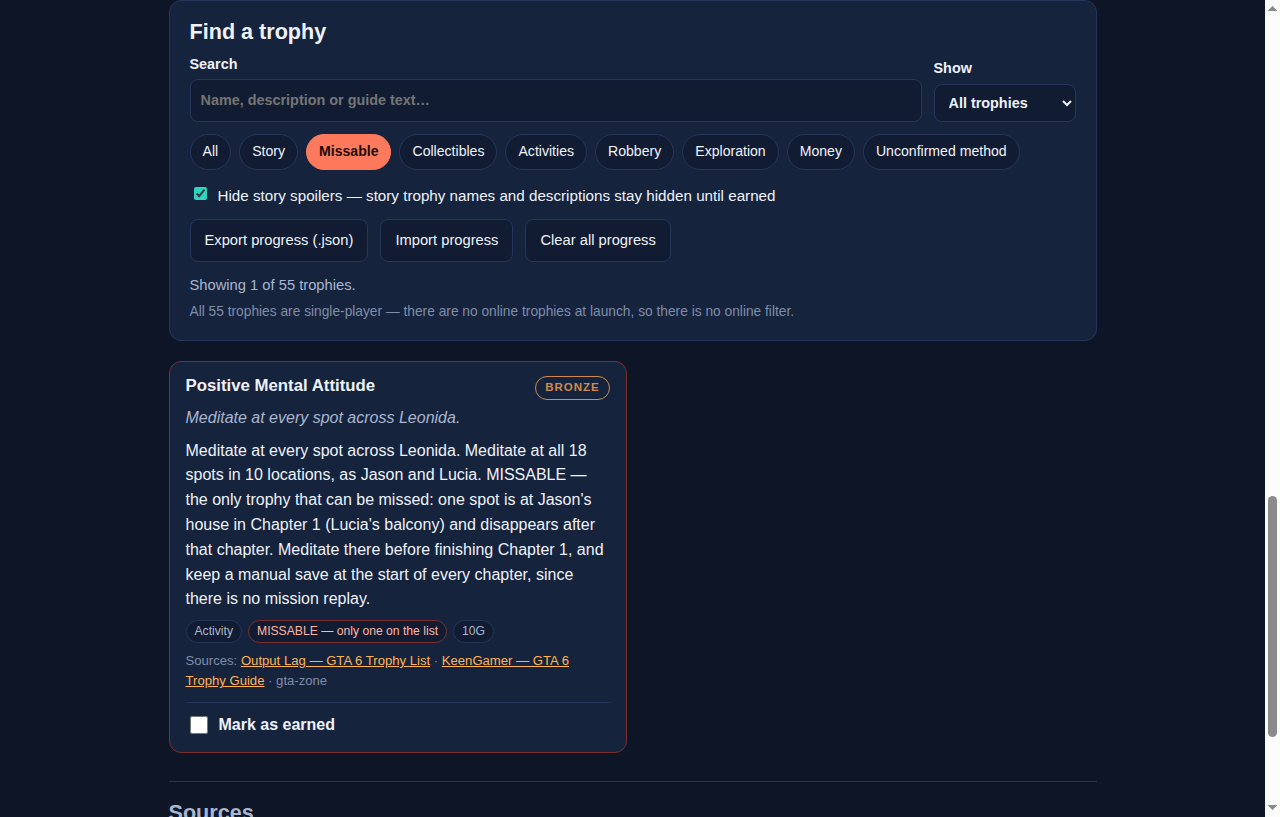 Find a trophy
Search
Show
Name, description or guide text…
All trophies
All
Story
Missable
Collectibles
Activities
Robbery
Exploration
Money
Unconfirmed method
Hide story spoilers — story trophy names and descriptions stay hidden until earned
Export progress (.json)
Import progress
Clear all progress
Showing 1 of 55 trophies.
All 55 trophies are single-player — there are no online trophies at launch, so there is no online filter.
Positive Mental Attitude
BRONZE
Meditate at every spot across Leonida.
Meditate at every spot across Leonida. Meditate at all 18
spots in 10 locations, as Jason and Lucia. MISSABLE —
the only trophy that can be missed: one spot is at Jason's
house in Chapter 1 (Lucia's balcony) and disappears after
that chapter. Meditate there before finishing Chapter 1, and
keep a manual save at the start of every chapter, since
there is no mission replay.
Activity
MISSABLE — only one on the list
10G
Sources: Output Lag — GTA 6 Trophy List · KeenGamer — GTA 6
Trophy Guide · gta-zone
Mark as earned
Sources